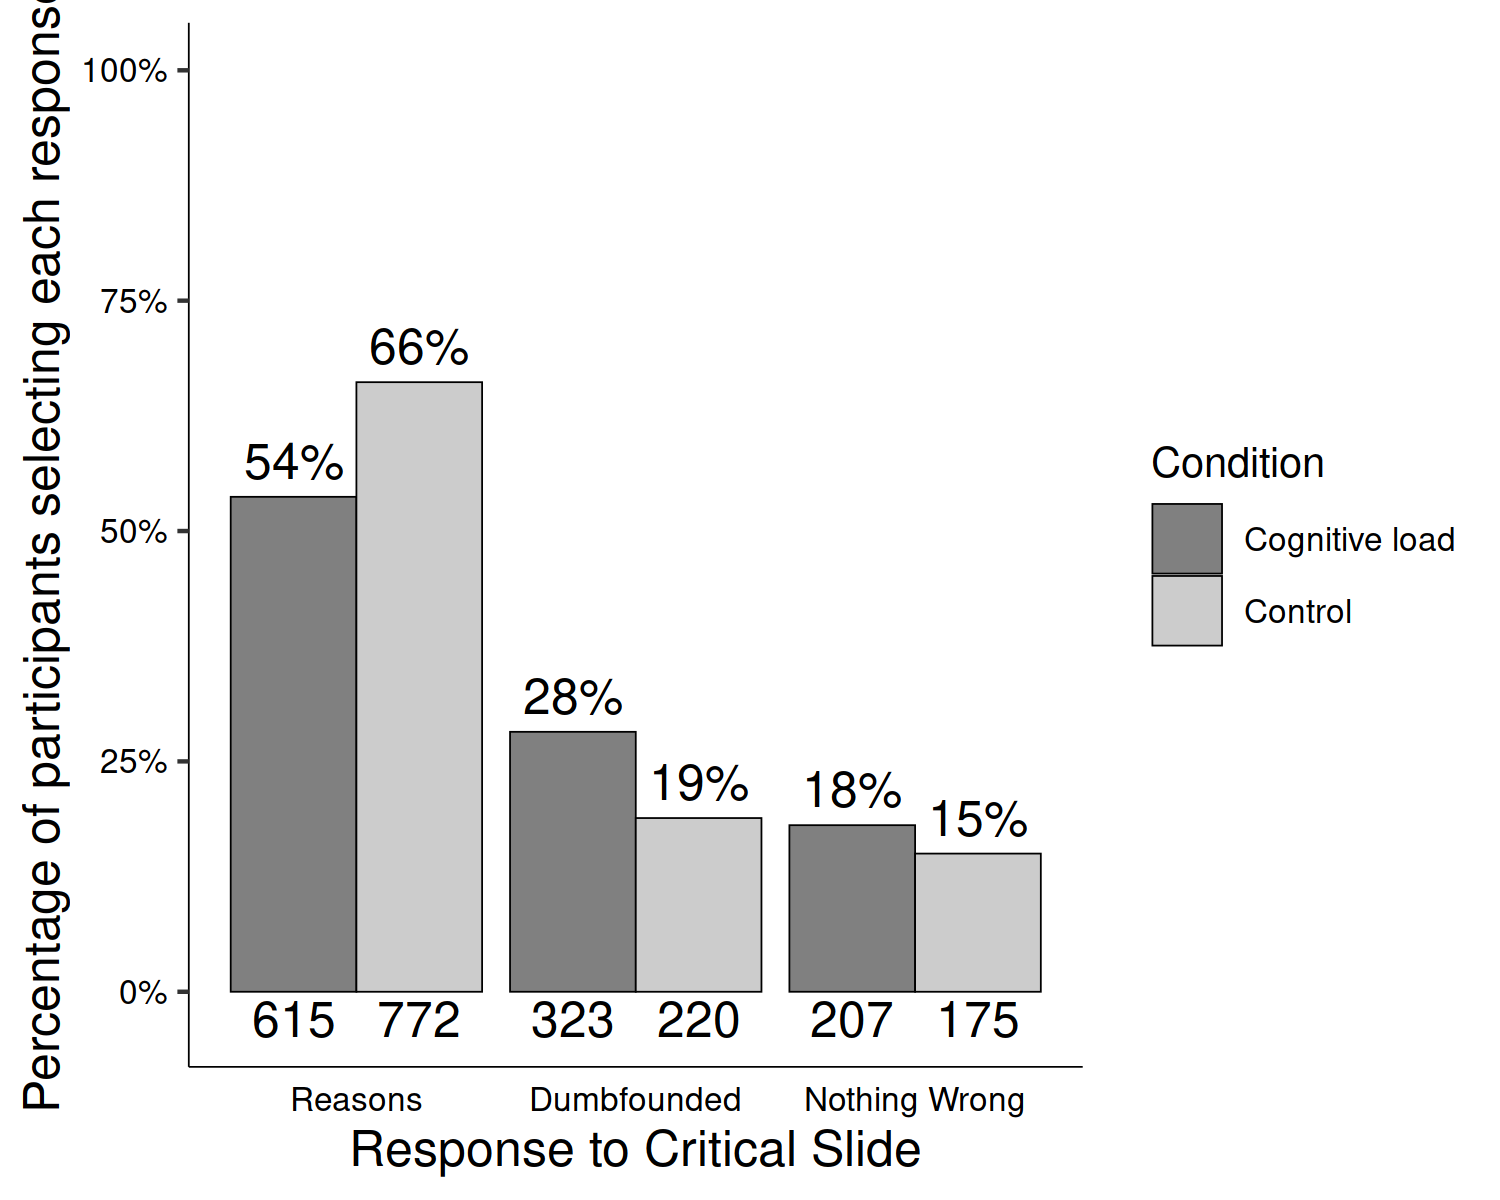 Percentage of participants selecting each response
100%
75%
50%
25%
0%
54%
66%
28%
19%
18%
15%
615 772 323 220 207 175
Reasons Dumbfounded Nothing Wrong
Response to Critical Slide
Condition
Cognitive load
Control